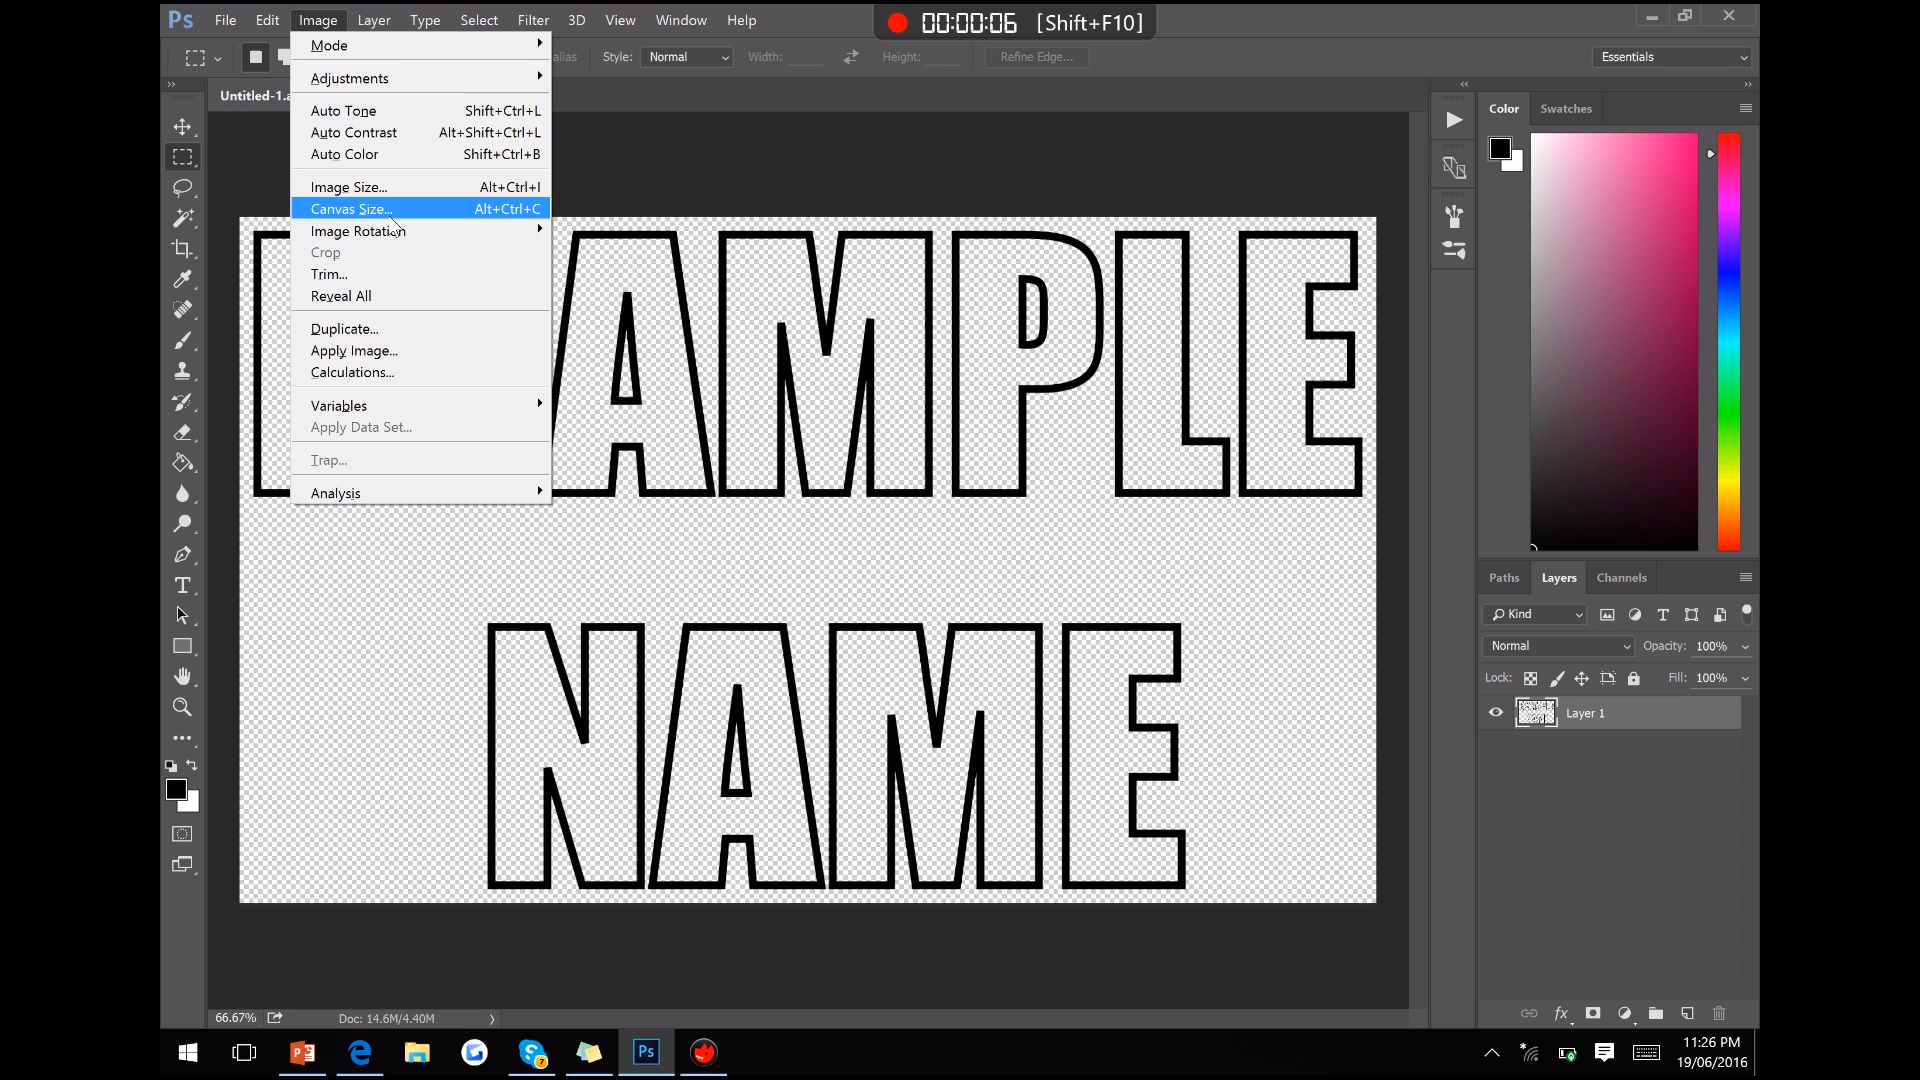 Ps File Edit Image Layer Type Select Filter 3D View Window Help
00:00:06 [Shift+F10]
alias Style: Normal Width: Height: Refine Edge... Essentials
Untitled-1.a
Mode
Adjustments
Auto Tone Shift+Ctrl+L
Auto Contrast Alt+Shift+Ctrl+L
Auto Color Shift+Ctrl+B
Image Size... Alt+Ctrl+I
Canvas Size... Alt+Ctrl+C
Image Rotation
Crop
Trim...
Reveal All
Duplicate...
Apply Image...
Calculations...
Variables
Apply Data Set...
Trap...
Analysis
AMPLE
NAME
Color Swatches
Paths Layers Channels
Kind
Normal Opacity: 100%
Lock: Fill: 100%
Layer 1
66.67% Doc: 14.6M/4.40M
7
Ps
11:26 PM
19/06/2016